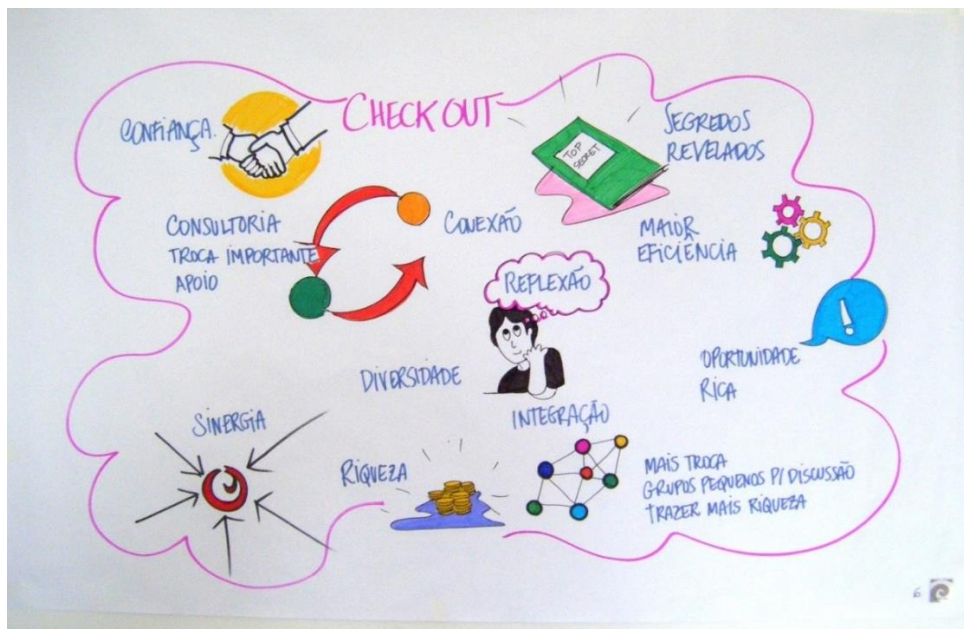 CHECK OUT
CONFIANÇA.
TOP
SECRET
SEGREDOS
REVELADOS
CONSULTORIA
TROCA IMPORTANTE
APOIO
CONEXÃO
MAIOR
EFICIÊNCIA
REFLEXÃO
!
OPORTUNIDADE
RICA
DIVERSIDADE
INTEGRAÇÃO
SINERGIA
RIQUEZA
MAIS TROCA
GRUPOS PEQUENOS P/ DISCUSSÃO
TRAZER MAIS RIQUEZA
6